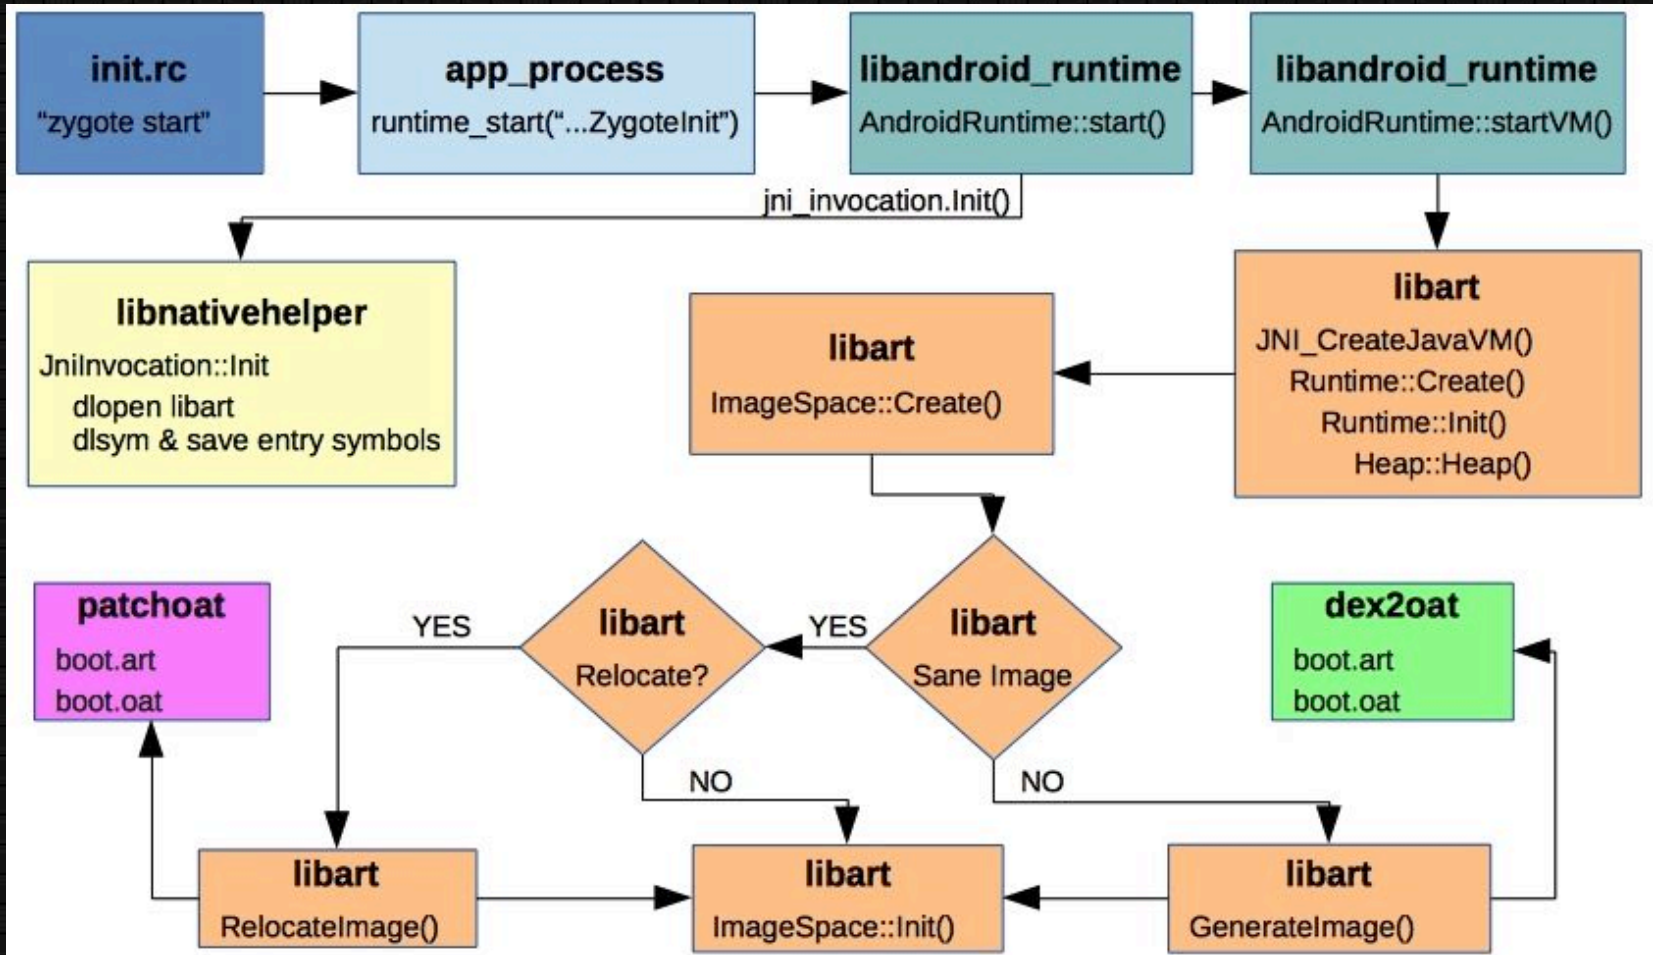 init.rc
“zygote start”
app_process
runtime_start(“...ZygoteInit”)
libandroid_runtime
AndroidRuntime::start()
libandroid_runtime
AndroidRuntime::startVM()
jni_invocation.Init()
libnativehelper
JniInvocation::Init
dlopen libart
dlsym & save entry symbols
libart
ImageSpace::Create()
libart
JNI_CreateJavaVM()
Runtime::Create()
Runtime::Init()
Heap::Heap()
patchoat
boot.art
boot.oat
YES
libart
Relocate?
YES
libart
Sane Image
dex2oat
boot.art
boot.oat
NO
NO
libart
RelocateImage()
libart
ImageSpace::Init()
libart
GenerateImage()